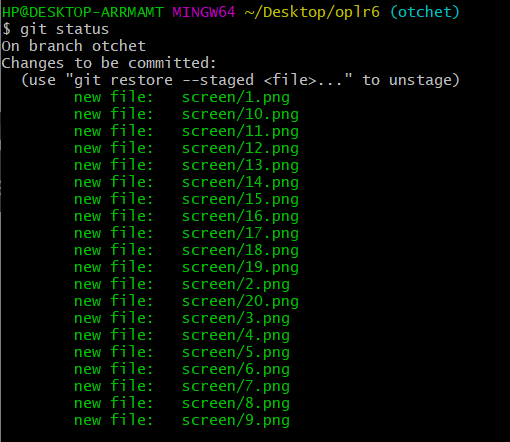 HP@DESKTOP-ARRMAMT MINGW64 ~/Desktop/oplr6 (otchet)
$ git status
On branch otchet
Changes to be committed:
  (use "git restore --staged <file>..." to unstage)
        new file:   screen/1.png
        new file:   screen/10.png
        new file:   screen/11.png
        new file:   screen/12.png
        new file:   screen/13.png
        new file:   screen/14.png
        new file:   screen/15.png
        new file:   screen/16.png
        new file:   screen/17.png
        new file:   screen/18.png
        new file:   screen/19.png
        new file:   screen/2.png
        new file:   screen/20.png
        new file:   screen/3.png
        new file:   screen/4.png
        new file:   screen/5.png
        new file:   screen/6.png
        new file:   screen/7.png
        new file:   screen/8.png
        new file:   screen/9.png